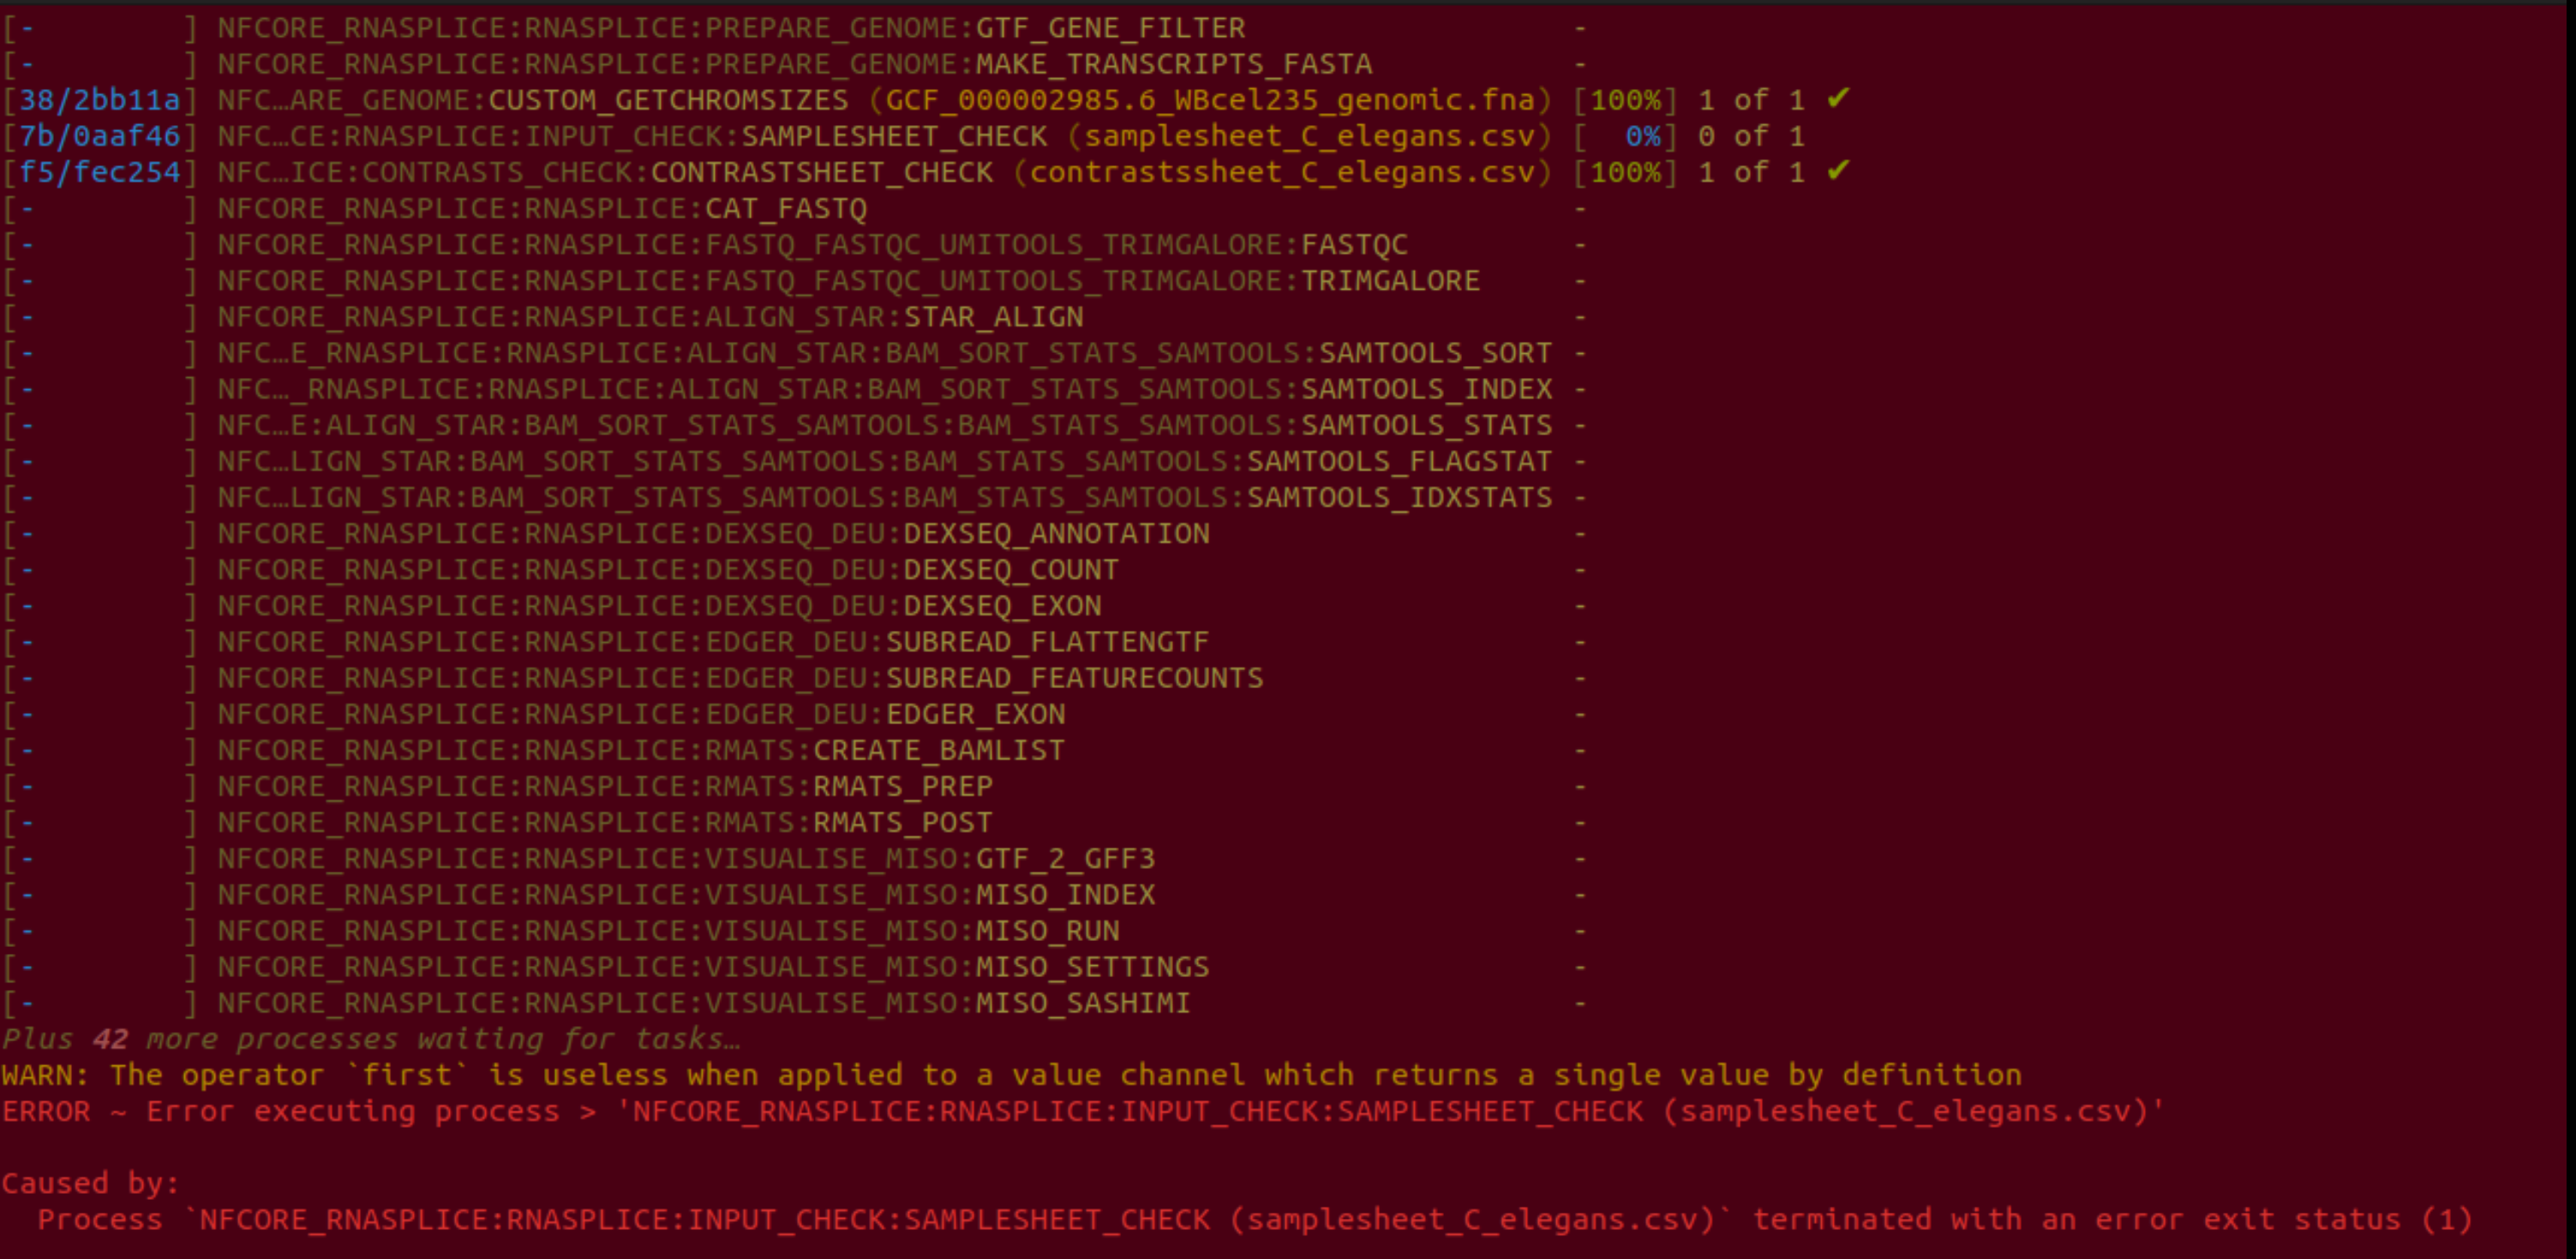 [-        ] NFCORE_RNASPLICE:RNASPLICE:PREPARE_GENOME:GTF_GENE_FILTER -
[-        ] NFCORE_RNASPLICE:RNASPLICE:PREPARE_GENOME:MAKE_TRANSCRIPTS_FASTA -
[38/2bb11a] NFC…ARE_GENOME:CUSTOM_GETCHROMSIZES (GCF_000002985.6_WBcel235_genomic.fna) [100%] 1 of 1 ✔
[7b/0aaf46] NFC…CE:RNASPLICE:INPUT_CHECK:SAMPLESHEET_CHECK (samplesheet_C_elegans.csv) [  0%] 0 of 1
[f5/fec254] NFC…ICE:CONTRASTS_CHECK:CONTRASTSHEET_CHECK (contrastssheet_C_elegans.csv) [100%] 1 of 1 ✔
[-        ] NFCORE_RNASPLICE:RNASPLICE:CAT_FASTQ -
[-        ] NFCORE_RNASPLICE:RNASPLICE:FASTQ_FASTQC_UMITOOLS_TRIMGALORE:FASTQC -
[-        ] NFCORE_RNASPLICE:RNASPLICE:FASTQ_FASTQC_UMITOOLS_TRIMGALORE:TRIMGALORE -
[-        ] NFCORE_RNASPLICE:RNASPLICE:ALIGN_STAR:STAR_ALIGN -
[-        ] NFC…E_RNASPLICE:RNASPLICE:ALIGN_STAR:BAM_SORT_STATS_SAMTOOLS:SAMTOOLS_SORT -
[-        ] NFC…_RNASPLICE:RNASPLICE:ALIGN_STAR:BAM_SORT_STATS_SAMTOOLS:SAMTOOLS_INDEX -
[-        ] NFC…E:ALIGN_STAR:BAM_SORT_STATS_SAMTOOLS:BAM_STATS_SAMTOOLS:SAMTOOLS_STATS -
[-        ] NFC…LIGN_STAR:BAM_SORT_STATS_SAMTOOLS:BAM_STATS_SAMTOOLS:SAMTOOLS_FLAGSTAT -
[-        ] NFC…LIGN_STAR:BAM_SORT_STATS_SAMTOOLS:BAM_STATS_SAMTOOLS:SAMTOOLS_IDXSTATS -
[-        ] NFCORE_RNASPLICE:RNASPLICE:DEXSEQ_DEU:DEXSEQ_ANNOTATION -
[-        ] NFCORE_RNASPLICE:RNASPLICE:DEXSEQ_DEU:DEXSEQ_COUNT -
[-        ] NFCORE_RNASPLICE:RNASPLICE:DEXSEQ_DEU:DEXSEQ_EXON -
[-        ] NFCORE_RNASPLICE:RNASPLICE:EDGER_DEU:SUBREAD_FLATTENGTF -
[-        ] NFCORE_RNASPLICE:RNASPLICE:EDGER_DEU:SUBREAD_FEATURECOUNTS -
[-        ] NFCORE_RNASPLICE:RNASPLICE:EDGER_DEU:EDGER_EXON -
[-        ] NFCORE_RNASPLICE:RNASPLICE:RMATS:CREATE_BAMLIST -
[-        ] NFCORE_RNASPLICE:RNASPLICE:RMATS:RMATS_PREP -
[-        ] NFCORE_RNASPLICE:RNASPLICE:RMATS:RMATS_POST -
[-        ] NFCORE_RNASPLICE:RNASPLICE:VISUALISE_MISO:GTF_2_GFF3 -
[-        ] NFCORE_RNASPLICE:RNASPLICE:VISUALISE_MISO:MISO_INDEX -
[-        ] NFCORE_RNASPLICE:RNASPLICE:VISUALISE_MISO:MISO_RUN -
[-        ] NFCORE_RNASPLICE:RNASPLICE:VISUALISE_MISO:MISO_SETTINGS -
[-        ] NFCORE_RNASPLICE:RNASPLICE:VISUALISE_MISO:MISO_SASHIMI -
Plus 42 more processes waiting for tasks…
WARN: The operator `first` is useless when applied to a value channel which returns a single value by definition
ERROR ~ Error executing process > 'NFCORE_RNASPLICE:RNASPLICE:INPUT_CHECK:SAMPLESHEET_CHECK (samplesheet_C_elegans.csv)'
Caused by:
  Process `NFCORE_RNASPLICE:RNASPLICE:INPUT_CHECK:SAMPLESHEET_CHECK (samplesheet_C_elegans.csv)` terminated with an error exit status (1)